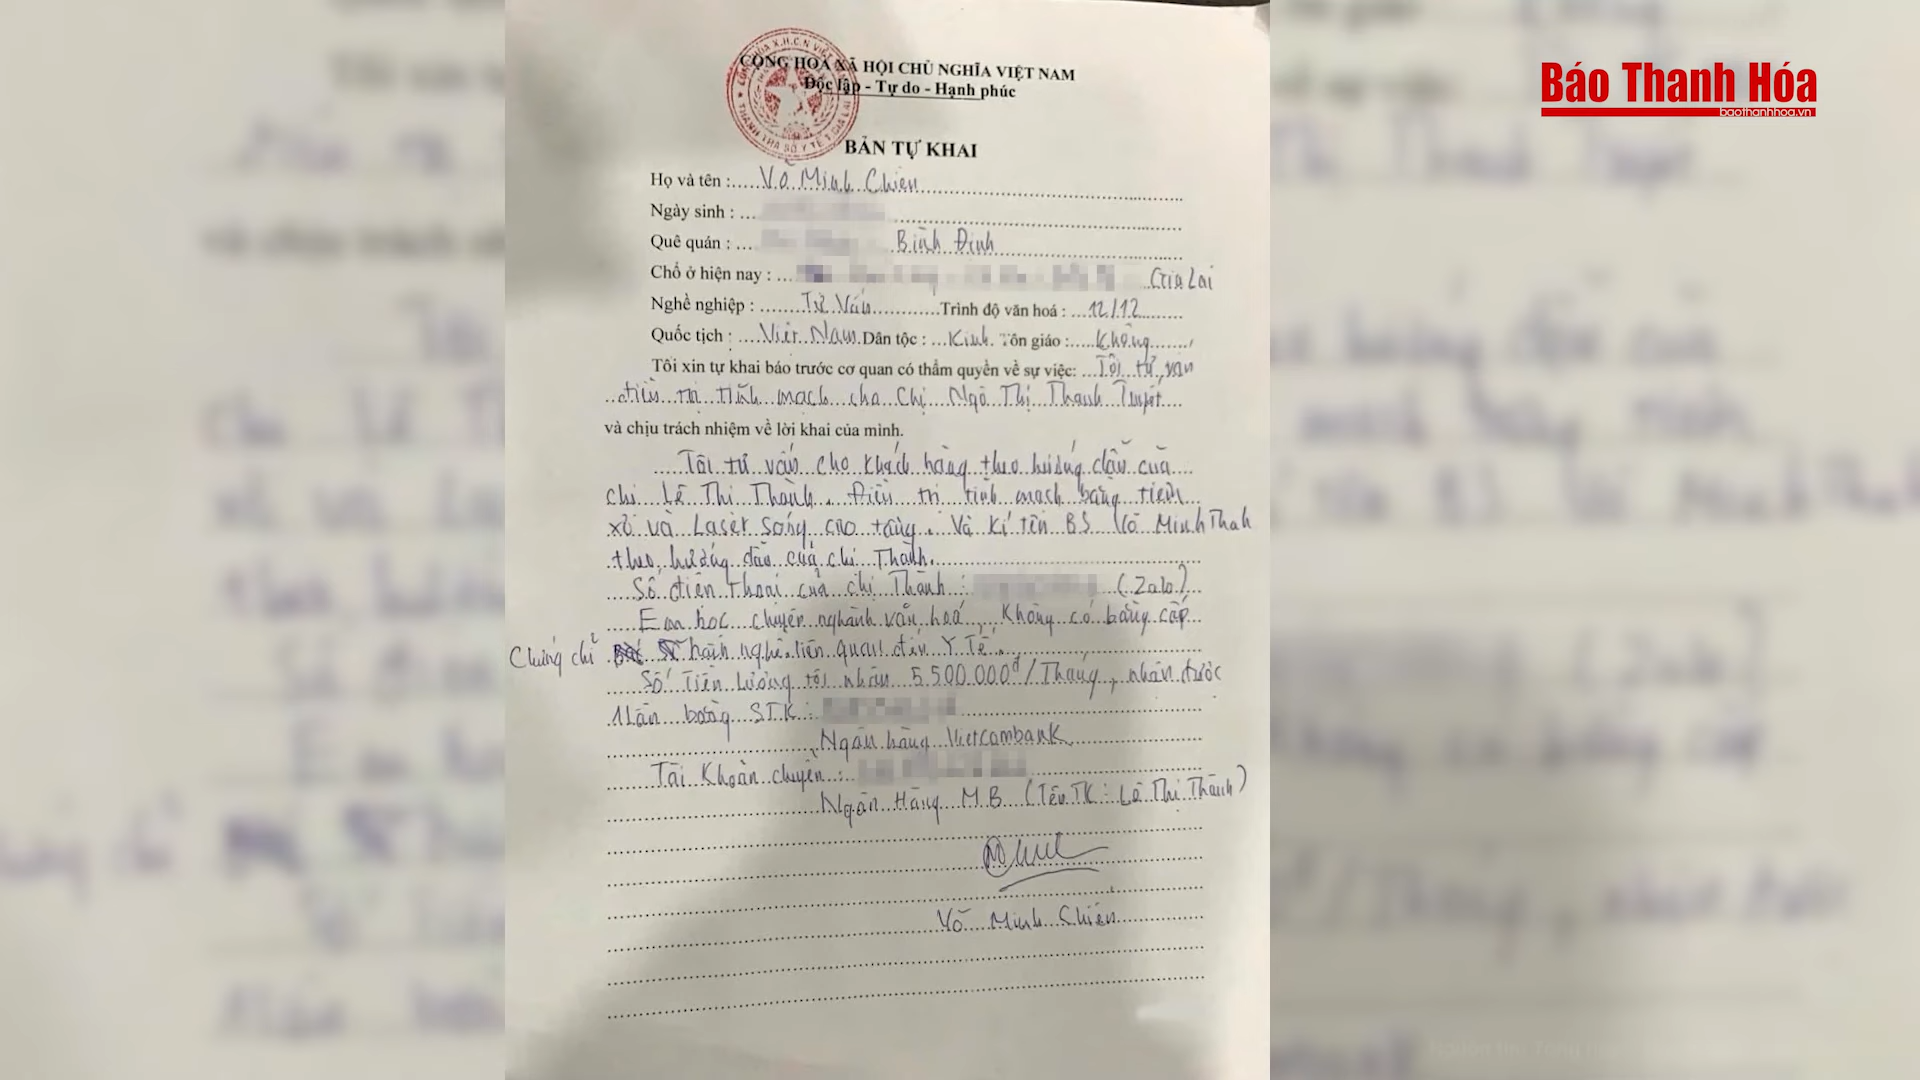 Báo Thanh Hóa
baothanhhoa.vn
CỘNG HOÀ XÃ HỘI CHỦ NGHĨA VIỆT NAM
Độc lập - Tự do - Hạnh phúc
BẢN TỰ KHAI
Họ và tên : Võ Minh Chiến
Ngày sinh :
Quê quán : Bình Định
Chổ ở hiện nay : Gia Lai
Nghề nghiệp : Tư Vấn Trình độ văn hoá : 12/12
Quốc tịch : Việt Nam Dân tộc : Kinh Tôn giáo : Không
Tôi xin tự khai báo trước cơ quan có thẩm quyền về sự việc: Tôi tư vấn
điều trị tĩnh mạch cho Chị Ngô Thị Thanh Tuyết
và chịu trách nhiệm về lời khai của mình.
Tôi tư vấn cho khách hàng theo hướng dẫn của
chị Lê Thị Thành. Điều trị tĩnh mạch bằng tiêm
xơ và Laser sóng cao tầng. Và kí tên BS Võ Minh Thah
theo hướng dẫn của chị Thành.
Số điện thoại của chị Thành : (Zalo)
Em học chuyên nghành văn hoá, Không có bằng cấp
Chứng chỉ hành nghề liên quan đến Y Tế.
Số Tiền Lương tôi nhận 5.500.000đ/Tháng, nhận được
1 lần bằng STK :
Ngân hàng Vietcombank
Tài Khoản chuyển :
Ngân Hàng MB (Tên TK : Lê Thị Thành)
Võ Minh Chiến